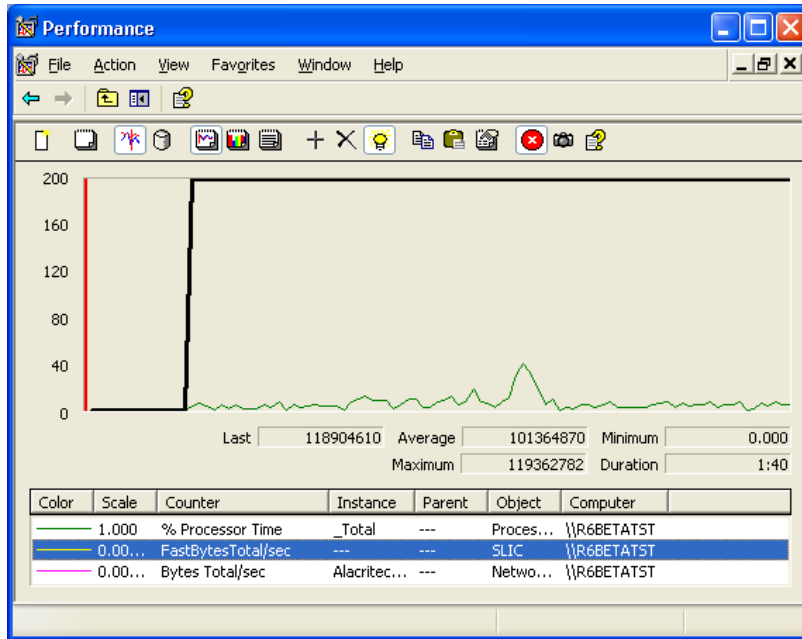 Performance
File Action View Favorites Window Help
200
160
120
80
40
0
Last 118904610 Average 101364870 Minimum 0.000
Maximum 119362782 Duration 1:40
Color Scale Counter Instance Parent Object Computer
1.000 % Processor Time _Total --- Proces... \\R6BETATST
0.00... FastBytesTotal/sec --- --- SLIC \\R6BETATST
0.00... Bytes Total/sec Alacritec... --- Netwo... \\R6BETATST